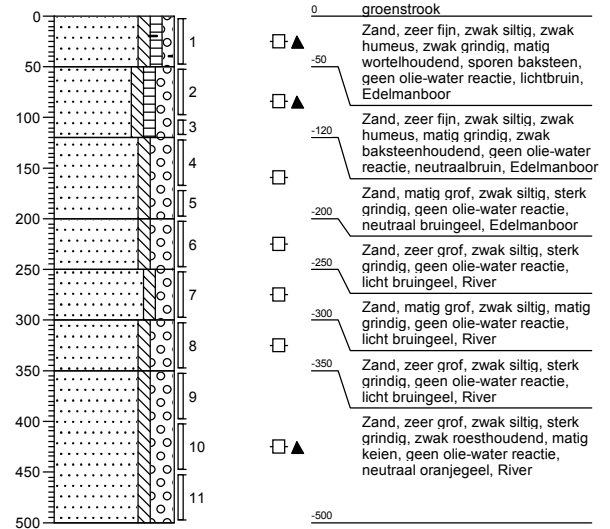 0
50
100
150
200
250
300
350
400
450
500
1
2
3
4
5
6
7
8
9
10
11
0 groenstrook
Zand, zeer fijn, zwak siltig, zwak
humeus, zwak grindig, matig
wortelhoudend, sporen baksteen,
geen olie-water reactie, lichtbruin,
Edelmanboor
-50
Zand, zeer fijn, zwak siltig, zwak
humeus, matig grindig, zwak
baksteenhoudend, geen olie-water
reactie, neutraalbruin, Edelmanboor
-120
Zand, matig grof, zwak siltig, sterk
grindig, geen olie-water reactie,
neutraal bruingeel, Edelmanboor
-200
Zand, zeer grof, zwak siltig, sterk
grindig, geen olie-water reactie,
licht bruingeel, River
-250
Zand, matig grof, zwak siltig, matig
grindig, geen olie-water reactie,
licht bruingeel, River
-300
Zand, zeer grof, zwak siltig, sterk
grindig, geen olie-water reactie,
licht bruingeel, River
-350
Zand, zeer grof, zwak siltig, sterk
grindig, zwak roesthoudend, matig
keien, geen olie-water reactie,
neutraal oranjegeel, River
-500